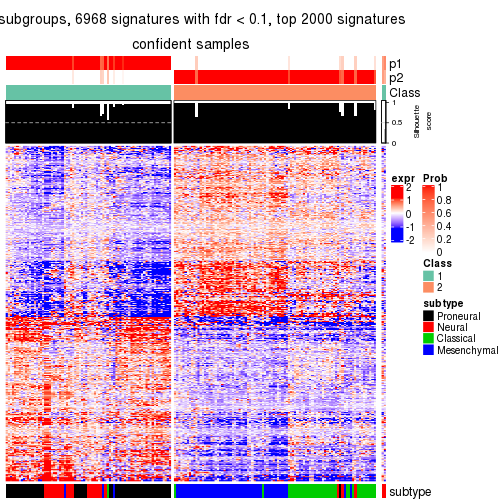 subgroups, 6968 signatures with fdr < 0.1, top 2000 signatures
confident samples
p1
p2
Class
1
0.5
0
Silhouette
score
expr
2
1
0
-1
-2
Prob
1
0.8
0.6
0.4
0.2
0
Class
1
2
subtype
Proneural
Neural
Classical
Mesenchymal
subtype